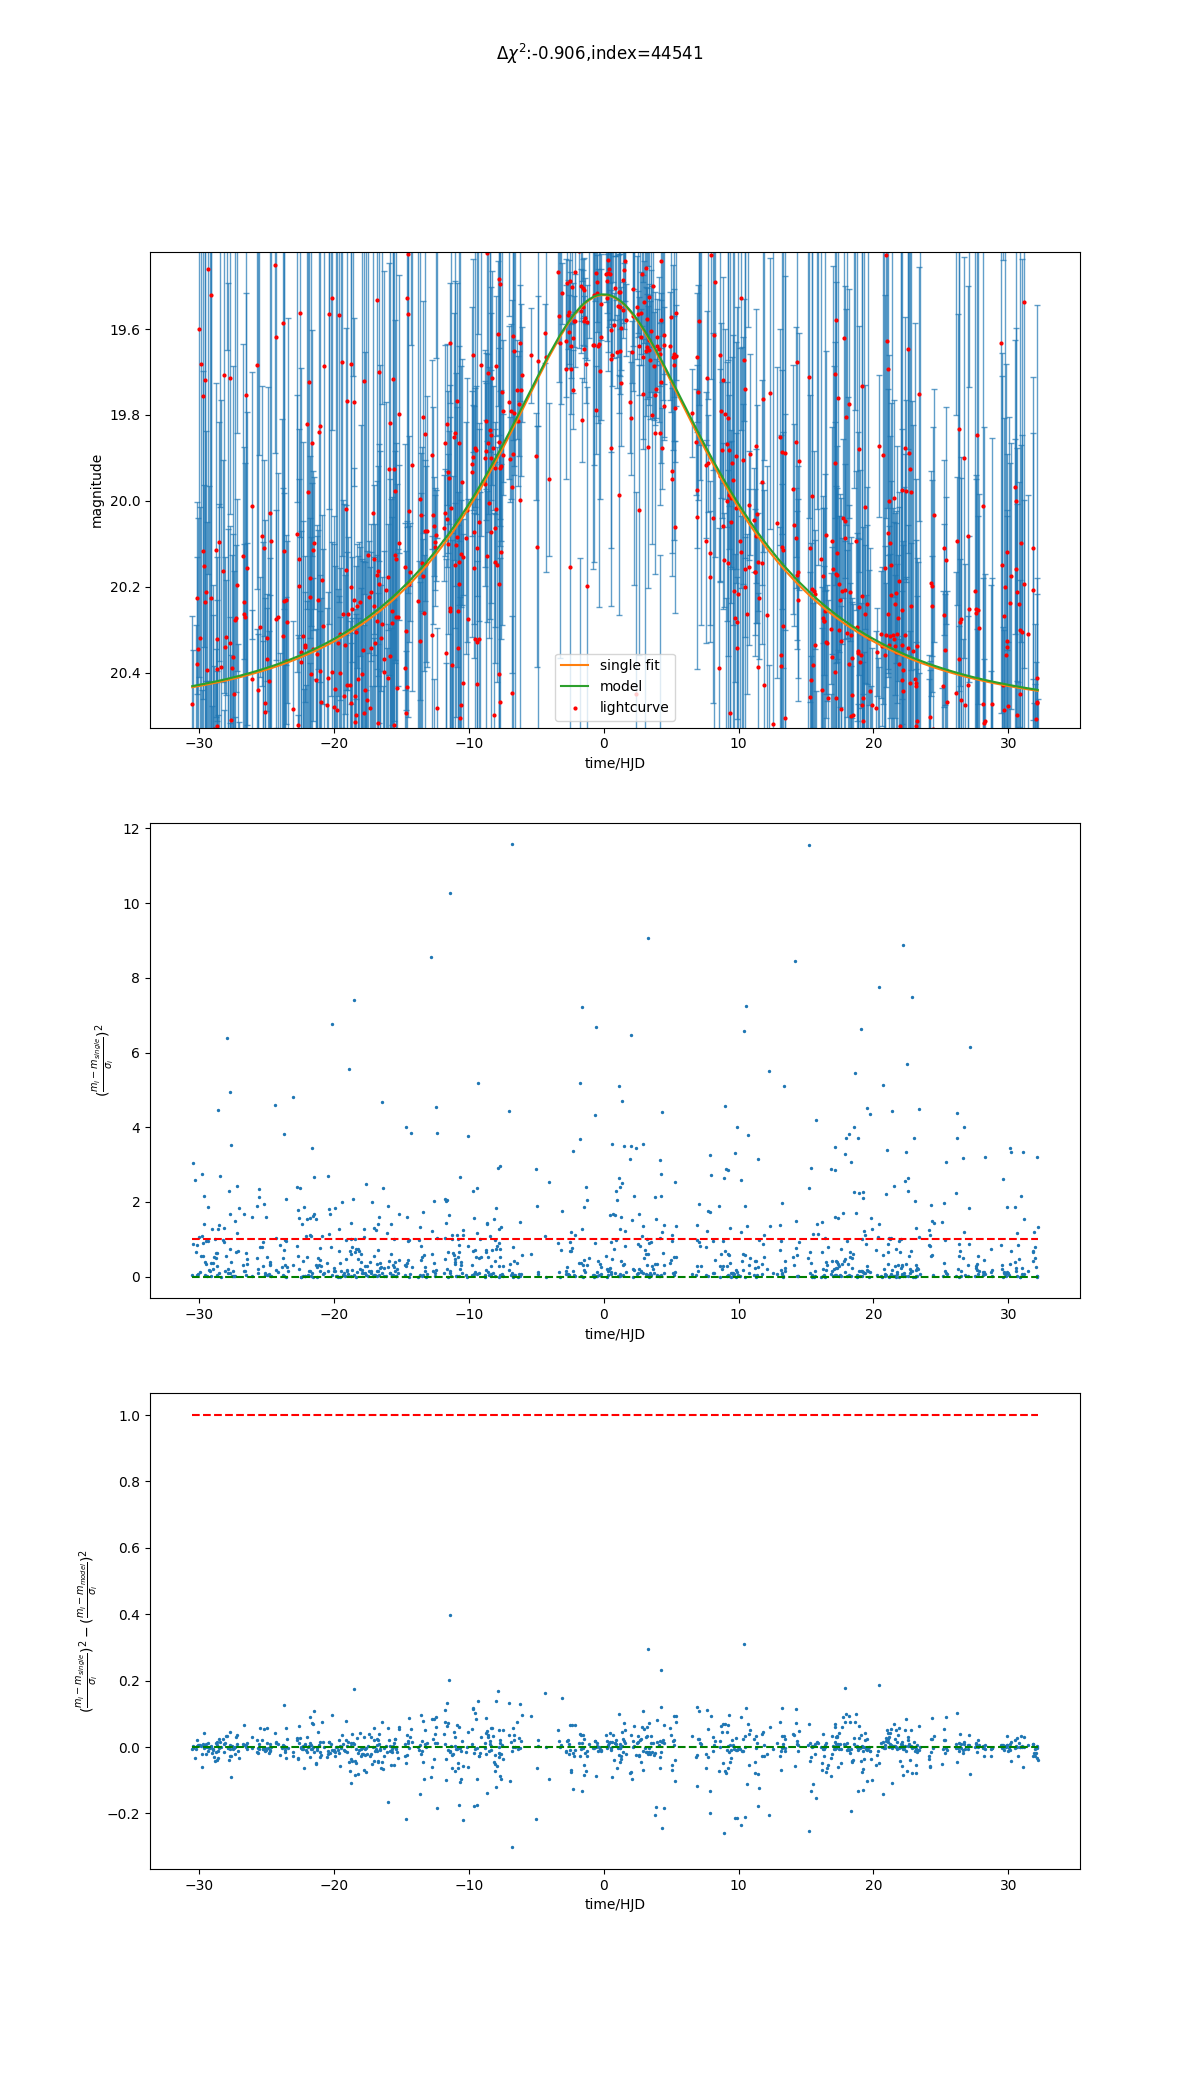 Δχ²:-0.906,index=44541
19.6
19.8
20.0
20.2
20.4
magnitude
single fit
model
lightcurve
−30 −20 −10 0 10 20 30
time/HJD
12
10
8
6
4
2
0
(m_i − m_single / σ_i)²
−30 −20 −10 0 10 20 30
time/HJD
1.0
0.8
0.6
0.4
0.2
0.0
−0.2
(m_i − m_single / σ_i)² − (m_i − m_model / σ_i)²
−30 −20 −10 0 10 20 30
time/HJD